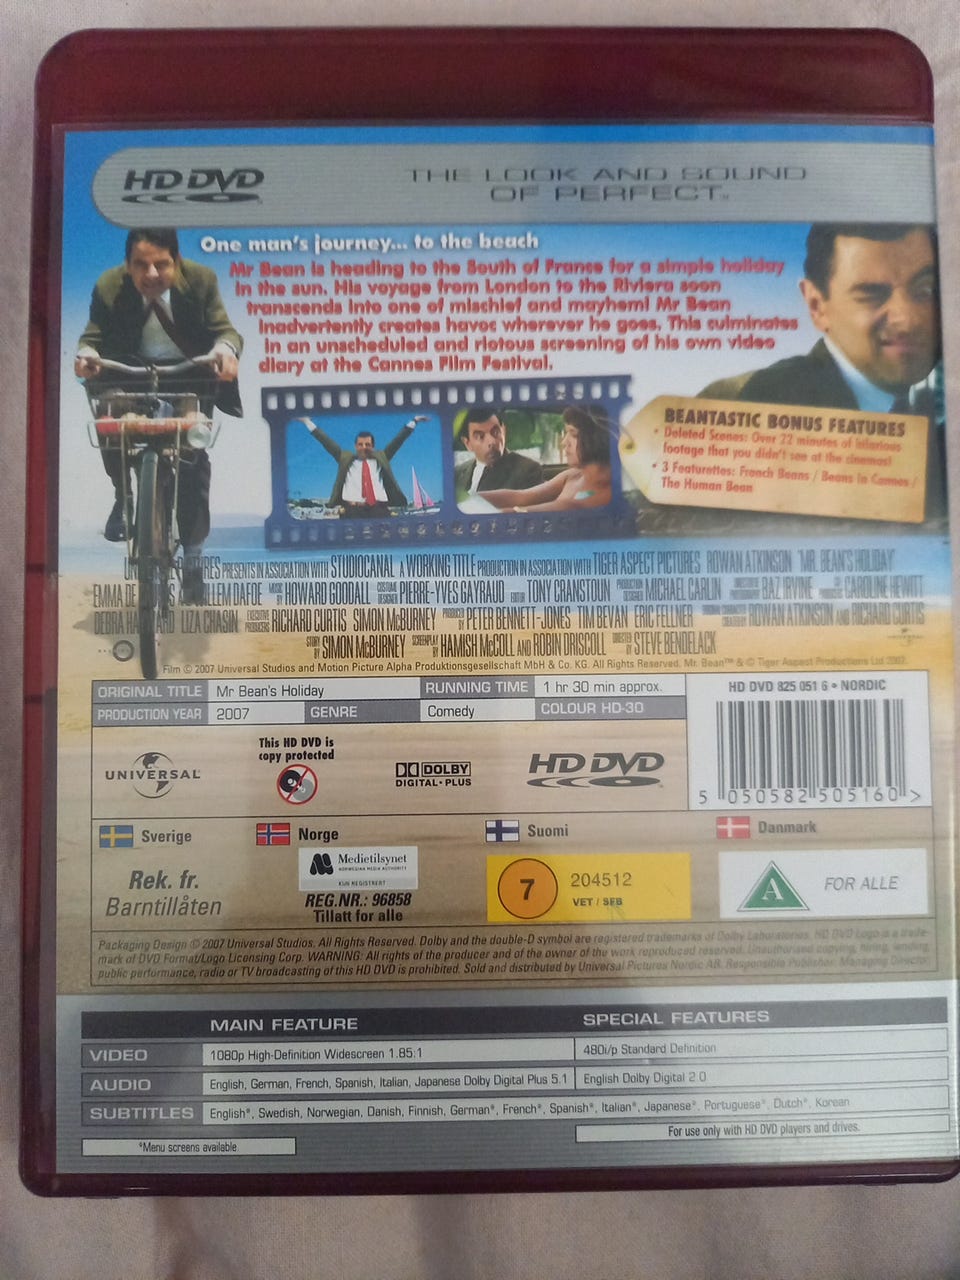 HD DVD
THE LOOK AND SOUND
OF PERFECT™
One man's journey... to the beach
Mr Bean is heading to the South of France for a simple holiday
in the sun. His voyage from London to the Riviera soon
transcends into one of mischief and mayhem! Mr Bean
inadvertently creates havoc wherever he goes. This culminates
in an unscheduled and riotous screening of his own video
diary at the Cannes Film Festival.
BEANTASTIC BONUS FEATURES
• Deleted Scenes: Over 22 minutes of hilarious
footage that you didn't see at the cinemas!
• 3 Featurettes: French Beans / Beans in Cannes /
The Human Bean
PRESENTS IN ASSOCIATION WITH STUDIOCANAL A WORKING TITLE PRODUCTION IN ASSOCIATION WITH TIGER ASPECT PICTURES ROWAN ATKINSON 'MR. BEAN'S HOLIDAY'
EMMA DE WILLEM DAFOE MUSIC BY HOWARD GOODALL COSTUME DESIGNER PIERRE-YVES GAYRAUD EDITOR TONY CRANSTOUN PRODUCTION DESIGNER MICHAEL CARLIN BAZ IRVINE CAROLINE HEWITT
DEBRA LIZA CHASIN EXECUTIVE PRODUCERS RICHARD CURTIS SIMON McBURNEY PRODUCED BY PETER BENNETT-JONES TIM BEVAN ERIC FELLNER ROWAN ATKINSON AND RICHARD CURTIS
STORY BY SIMON McBURNEY SCREENPLAY BY HAMISH McCOLL AND ROBIN DRISCOLL DIRECTED BY STEVE BENDELACK
Film © 2007 Universal Studios and Motion Picture Alpha Produktionsgesellschaft MbH & Co. KG. All Rights Reserved. Mr. Bean™ & © Tiger Aspect Productions Ltd 2007.
ORIGINAL TITLE Mr Bean's Holiday RUNNING TIME 1 hr 30 min approx.
PRODUCTION YEAR 2007 GENRE Comedy COLOUR HD-30
HD DVD 825 051 6 • NORDIC
5 050582 505160 >
UNIVERSAL
This HD DVD is
copy protected
DOLBY
DIGITAL·PLUS
HD DVD
Sverige
Norge
Suomi
Danmark
Rek. fr.
Barntillåten
Medietilsynet
NORWEGIAN MEDIA AUTHORITY
KUN REGISTRERT
REG.NR.: 96858
Tillatt for alle
7
204512
VET / SFB
A
FOR ALLE
Packaging Design © 2007 Universal Studios. All Rights Reserved. Dolby and the double-D symbol are registered trademarks of Dolby Laboratories. HD DVD Logo is a trade-
mark of DVD Format/Logo Licensing Corp. WARNING: All rights of the producer and of the owner of the work reproduced reserved. Unauthorised copying, hiring, lending,
public performance, radio or TV broadcasting of this HD DVD is prohibited. Sold and distributed by Universal Pictures Nordic AB. Responsible Publisher: Managing Director
MAIN FEATURE
SPECIAL FEATURES
VIDEO 1080p High-Definition Widescreen 1.85:1 480i/p Standard Definition
AUDIO English, German, French, Spanish, Italian, Japanese Dolby Digital Plus 5.1 English Dolby Digital 2.0
SUBTITLES English*, Swedish, Norwegian, Danish, Finnish, German*, French*, Spanish*, Italian*, Japanese*, Portuguese*, Dutch*, Korean
*Menu screens available
For use only with HD DVD players and drives.